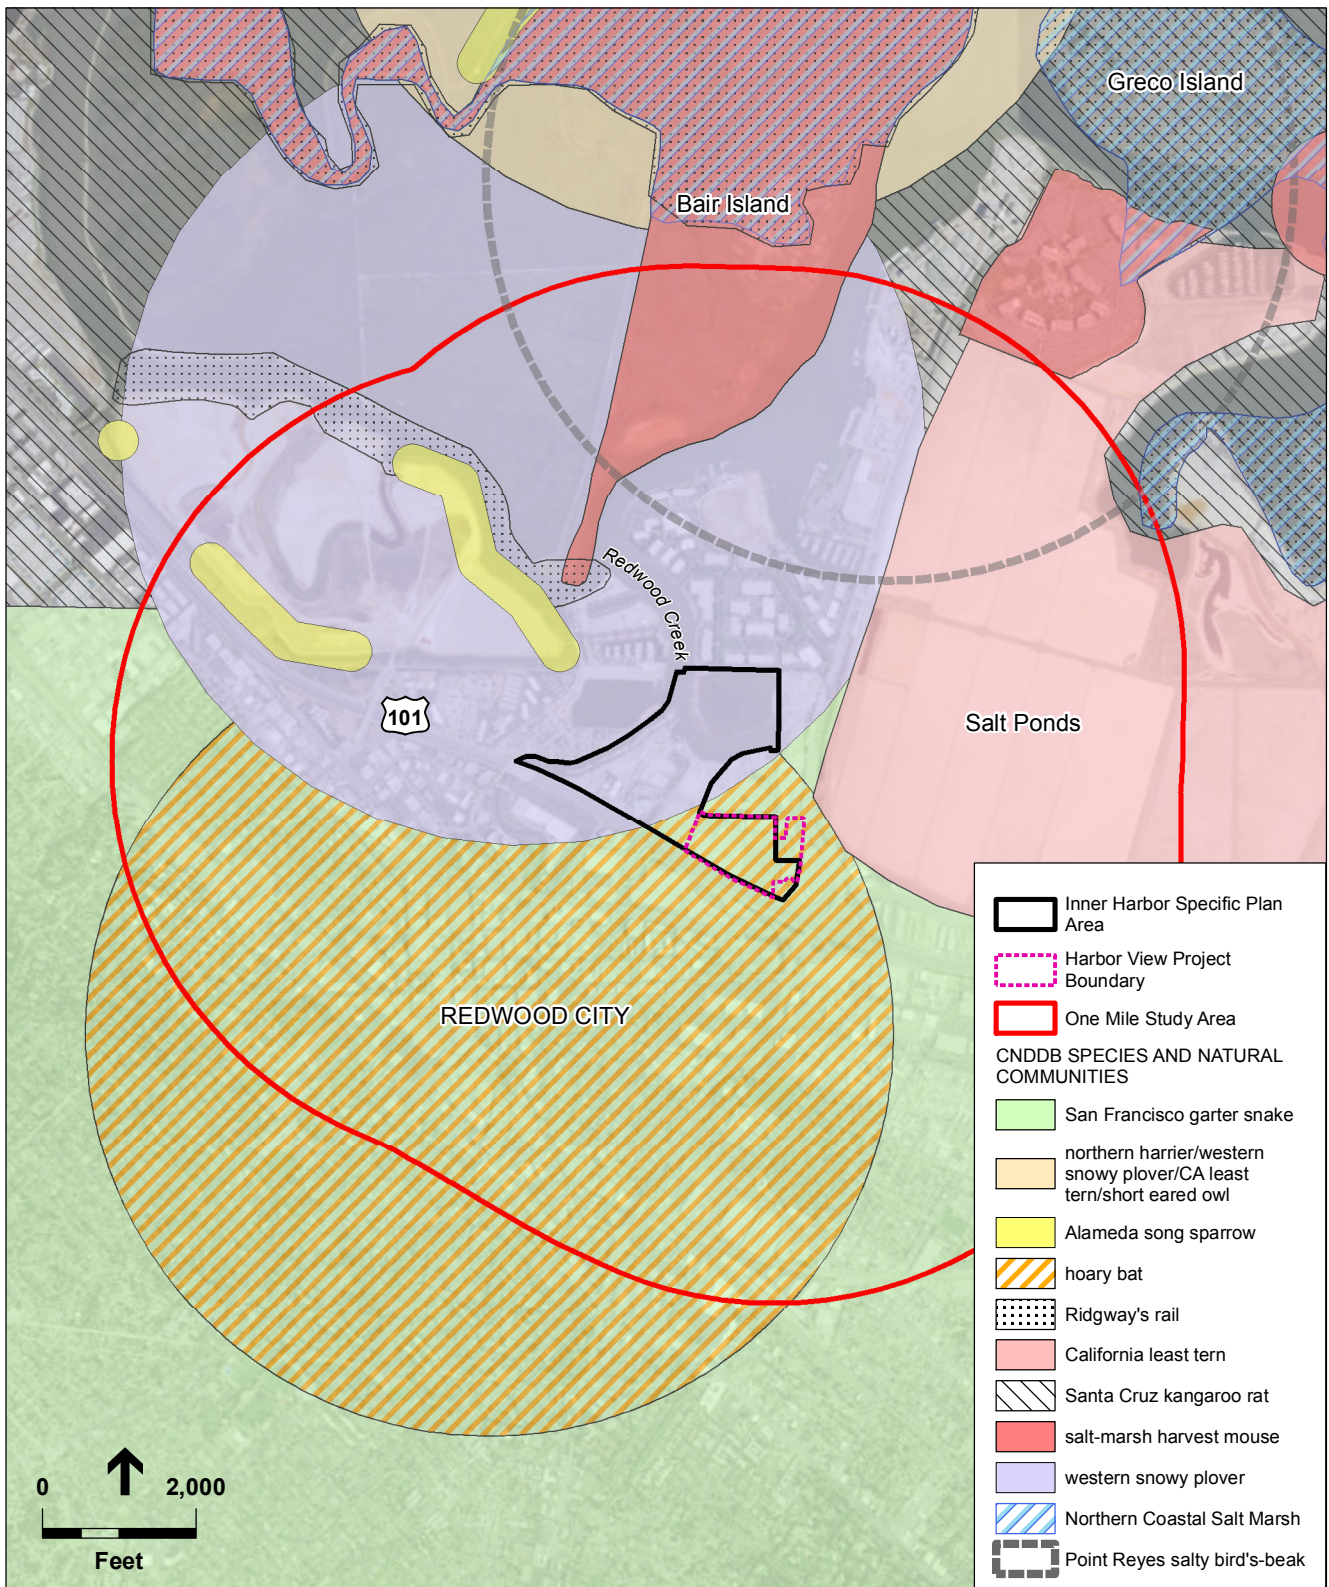 Greco Island
Bair Island
Redwood Creek
101
Salt Ponds
REDWOOD CITY
Inner Harbor Specific Plan
Area
Harbor View Project
Boundary
One Mile Study Area
CNDDB SPECIES AND NATURAL
COMMUNITIES
San Francisco garter snake
northern harrier/western
snowy plover/CA least
tern/short eared owl
Alameda song sparrow
hoary bat
Ridgway's rail
California least tern
Santa Cruz kangaroo rat
salt-marsh harvest mouse
western snowy plover
Northern Coastal Salt Marsh
Point Reyes salty bird's-beak
0 2,000
Feet